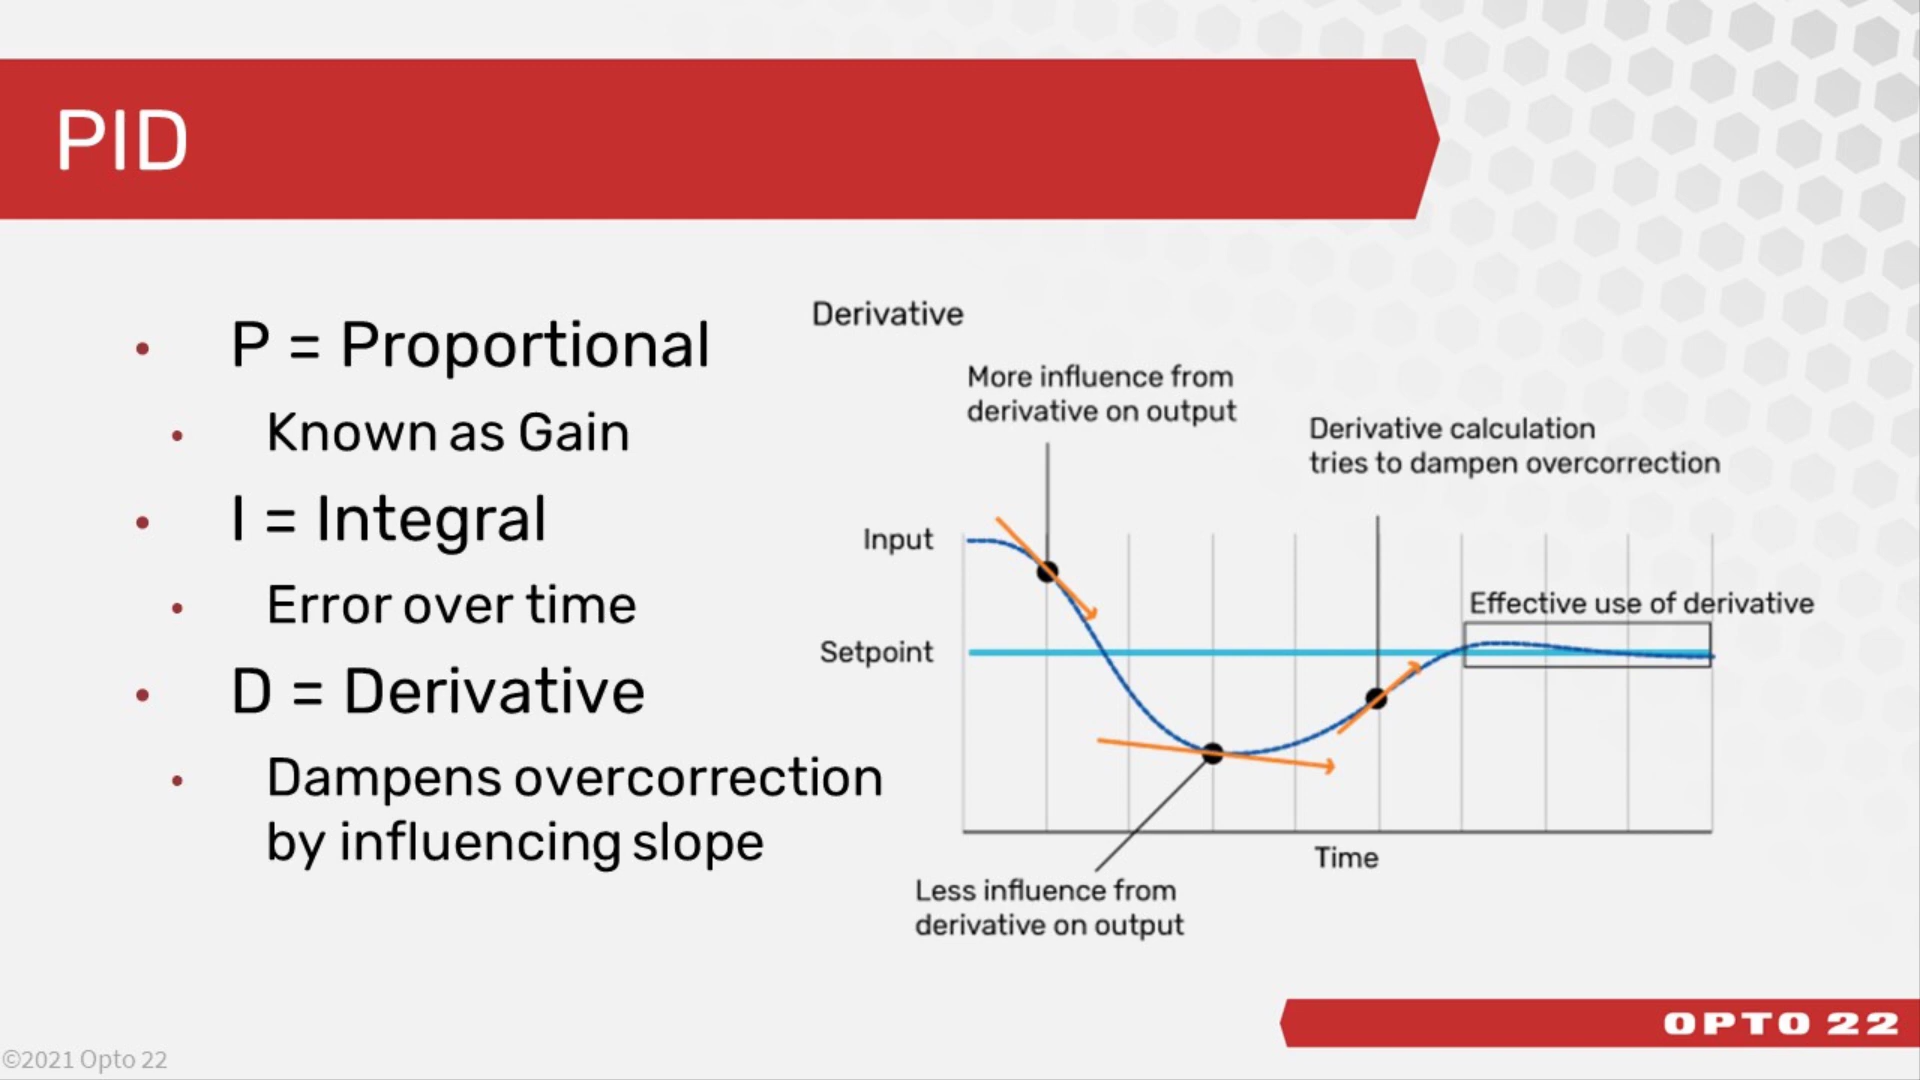 PID
P = Proportional
Known as Gain
I = Integral
Error over time
D = Derivative
Dampens overcorrection
by influencing slope
Derivative
More influence from
derivative on output
Derivative calculation
tries to dampen overcorrection
Input
Effective use of derivative
Setpoint
Time
Less influence from
derivative on output
OPTO 22
©2021 Opto 22